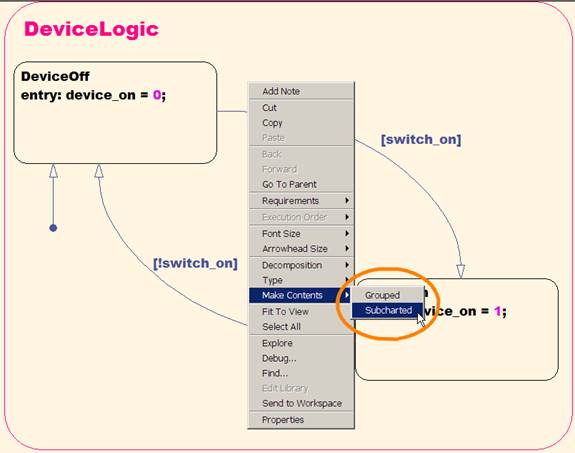 DeviceLogic
DeviceOff
entry: device_on = 0;
[switch_on]
[!switch_on]
Add Note
Cut
Copy
Paste
Back
Forward
Go To Parent
Requirements
Execution Order
Font Size
Arrowhead Size
Decomposition
Type
Make Contents
Fit To View
Select All
Explore
Debug...
Find...
Edit Library
Send to Workspace
Properties
Grouped
Subcharted
n
vice_on = 1;